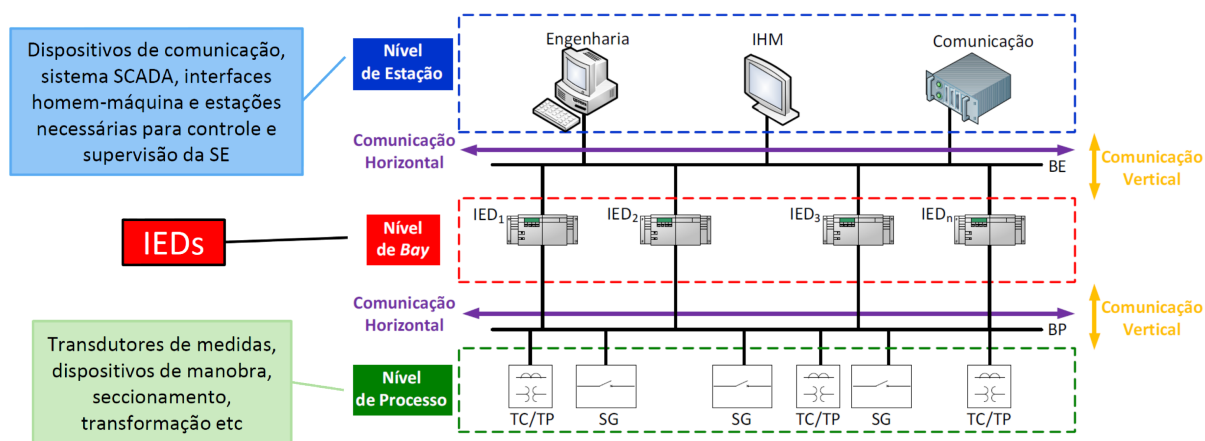 Dispositivos de comunicação,
sistema SCADA, interfaces
homem-máquina e estações
necessárias para controle e
supervisão da SE
Nível
de Estação
Engenharia
IHM
Comunicação
Comunicação
Horizontal
BE
Comunicação
Vertical
IEDs
Nível
de Bay
IED1
IED2
IED3
IEDn
Comunicação
Horizontal
BP
Comunicação
Vertical
Transdutores de medidas,
dispositivos de manobra,
seccionamento,
transformação etc
Nível
de Processo
TC/TP
SG
SG
TC/TP
SG
TC/TP